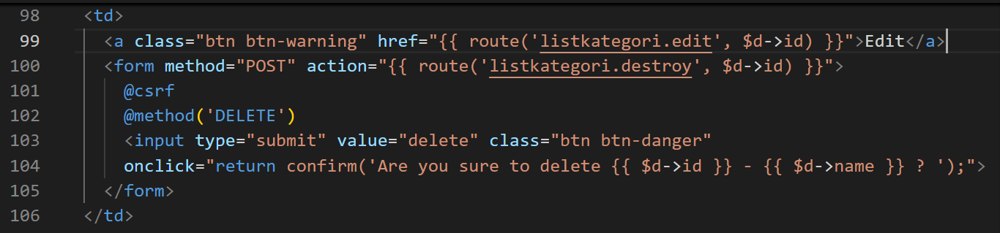 98 <td>
99 <a class="btn btn-warning" href="{{ route('listkategori.edit', $d->id) }}">Edit</a>
100 <form method="POST" action="{{ route('listkategori.destroy', $d->id) }}">
101 @csrf
102 @method('DELETE')
103 <input type="submit" value="delete" class="btn btn-danger"
104 onclick="return confirm('Are you sure to delete {{ $d->id }} - {{ $d->name }} ? ');">
105 </form>
106 </td>